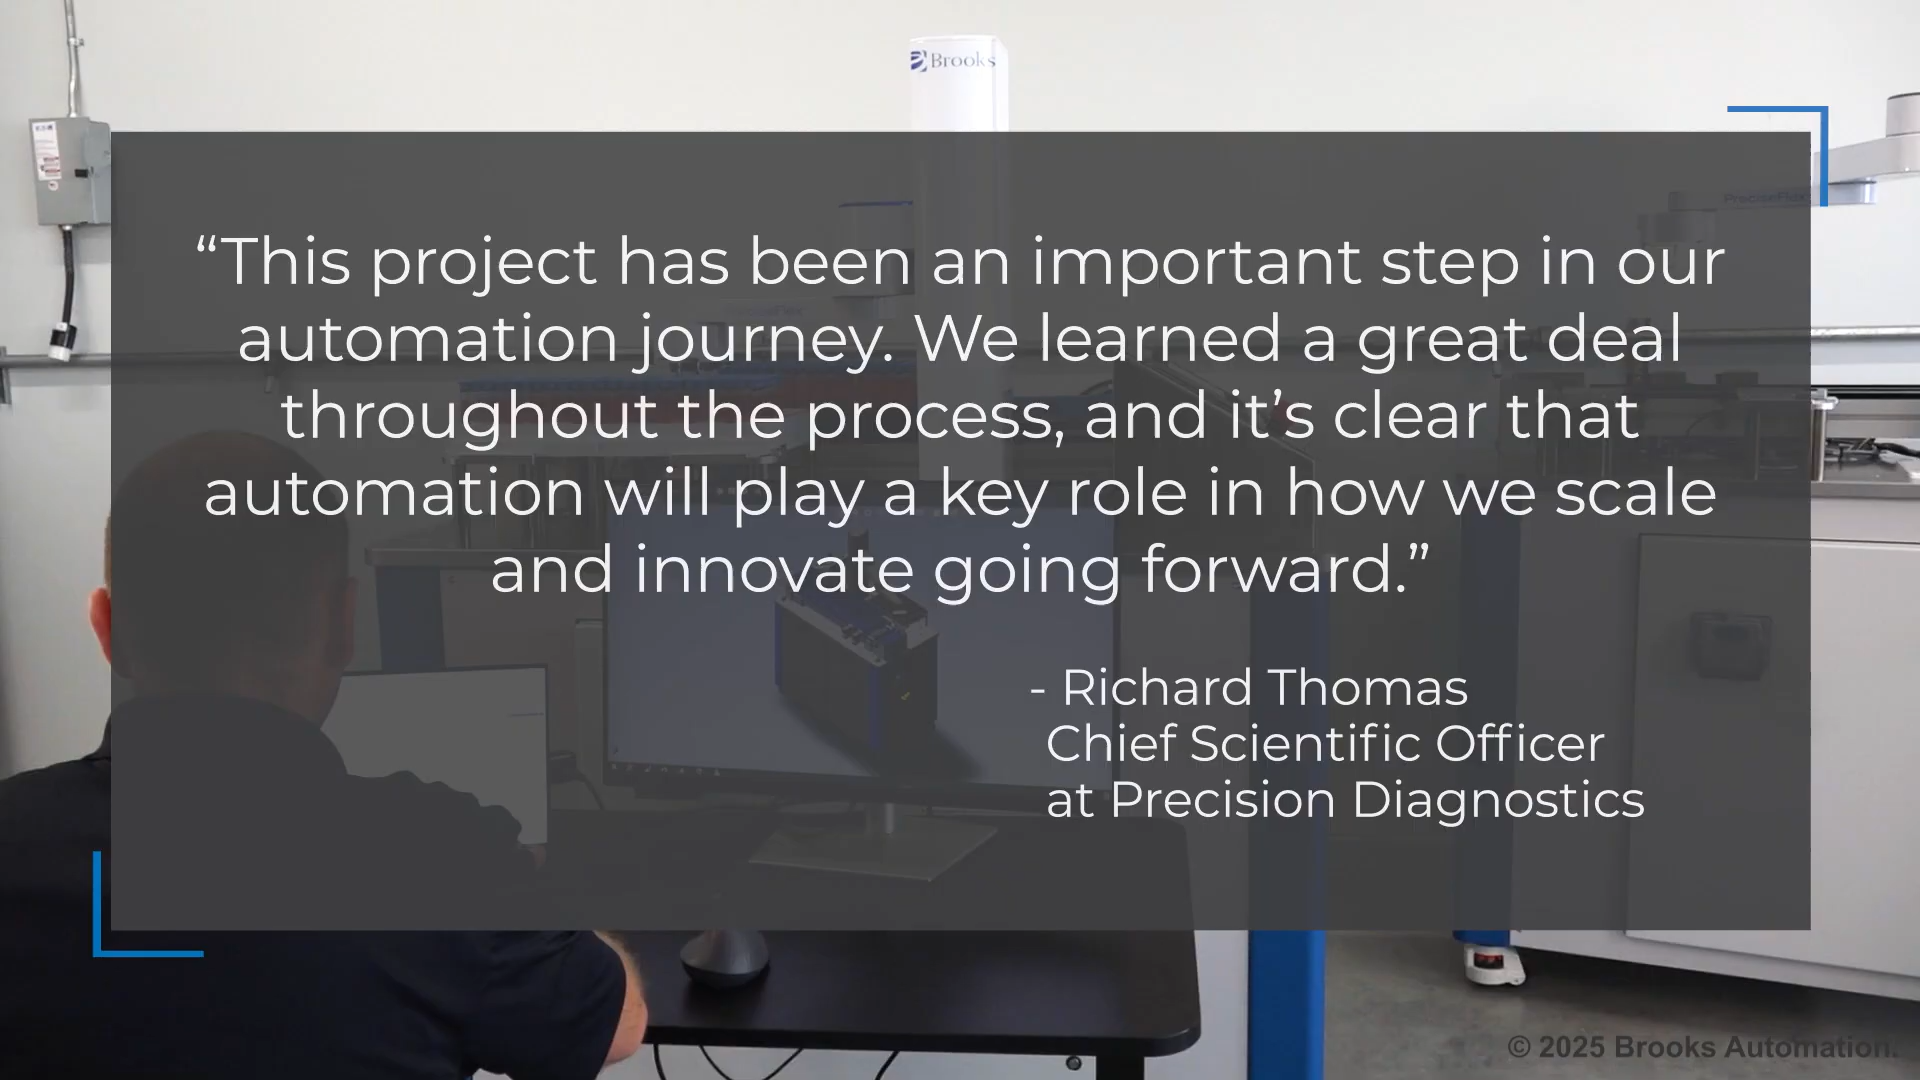 Brooks
PreciseFlex
“This project has been an important step in our
automation journey. We learned a great deal
throughout the process, and it’s clear that
automation will play a key role in how we scale
and innovate going forward.”
- Richard Thomas
Chief Scientific Officer
at Precision Diagnostics
© 2025 Brooks Automation.